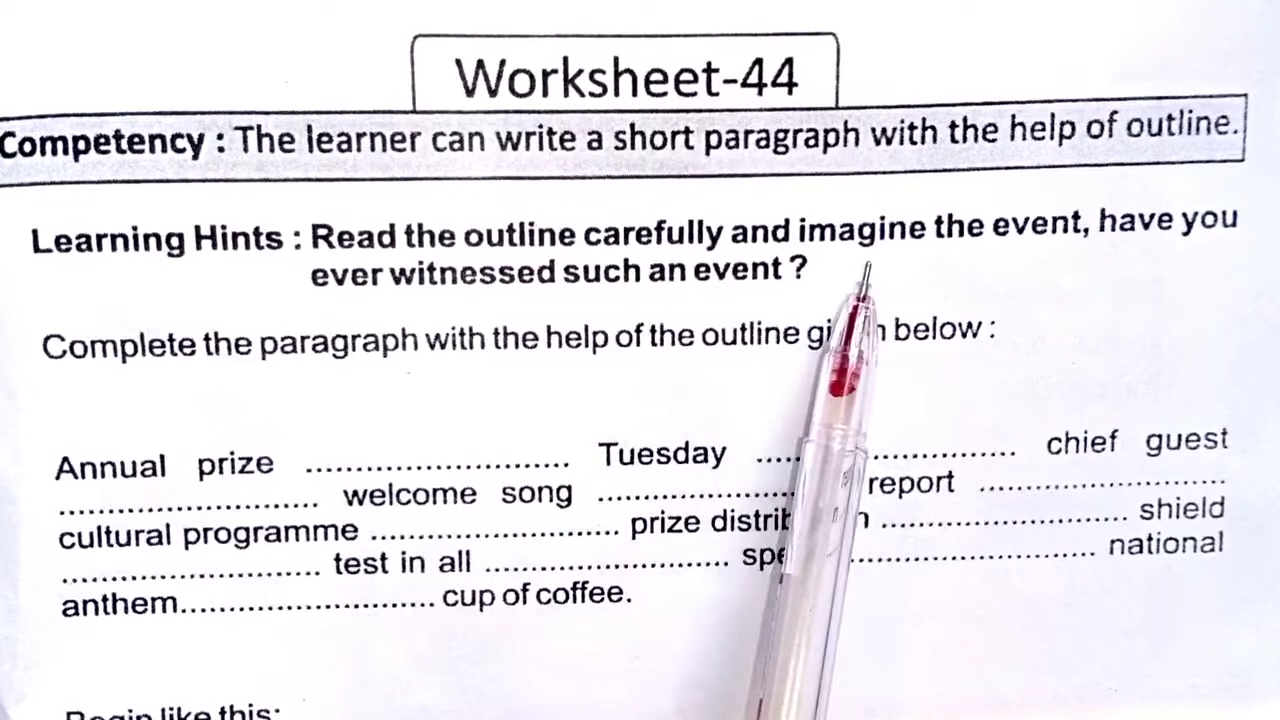 Worksheet-44
Competency : The learner can write a short paragraph with the help of outline.
Learning Hints : Read the outline carefully and imagine the event, have you
ever witnessed such an event ?
Complete the paragraph with the help of the outline below :
Annual prize .......................... Tuesday .......................... chief guest
.......................... welcome song .................... report ........................
cultural programme ......................... prize ......................... shield
.......................... test in all ......................... ......................... national
anthem......................... cup of coffee.
Begin like this: